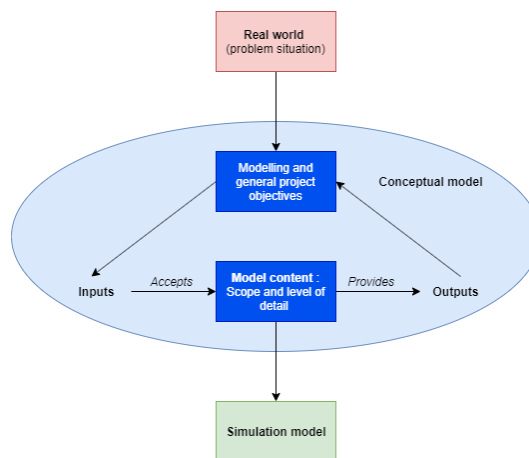 Real world
(problem situation)
Modelling and
general project
objectives
Conceptual model
Inputs
Accepts
Model content :
Scope and level of
detail
Provides
Outputs
Simulation model